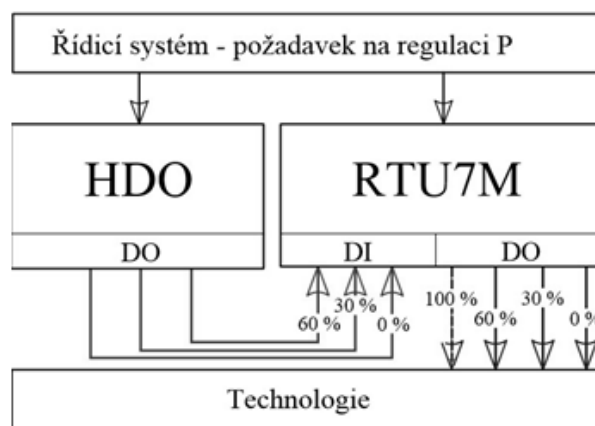 Řídicí systém - požadavek na regulaci P
HDO
RTU7M
DO
DI
DO
60 %
30 %
0 %
100 %
60 %
30 %
0 %
Technologie